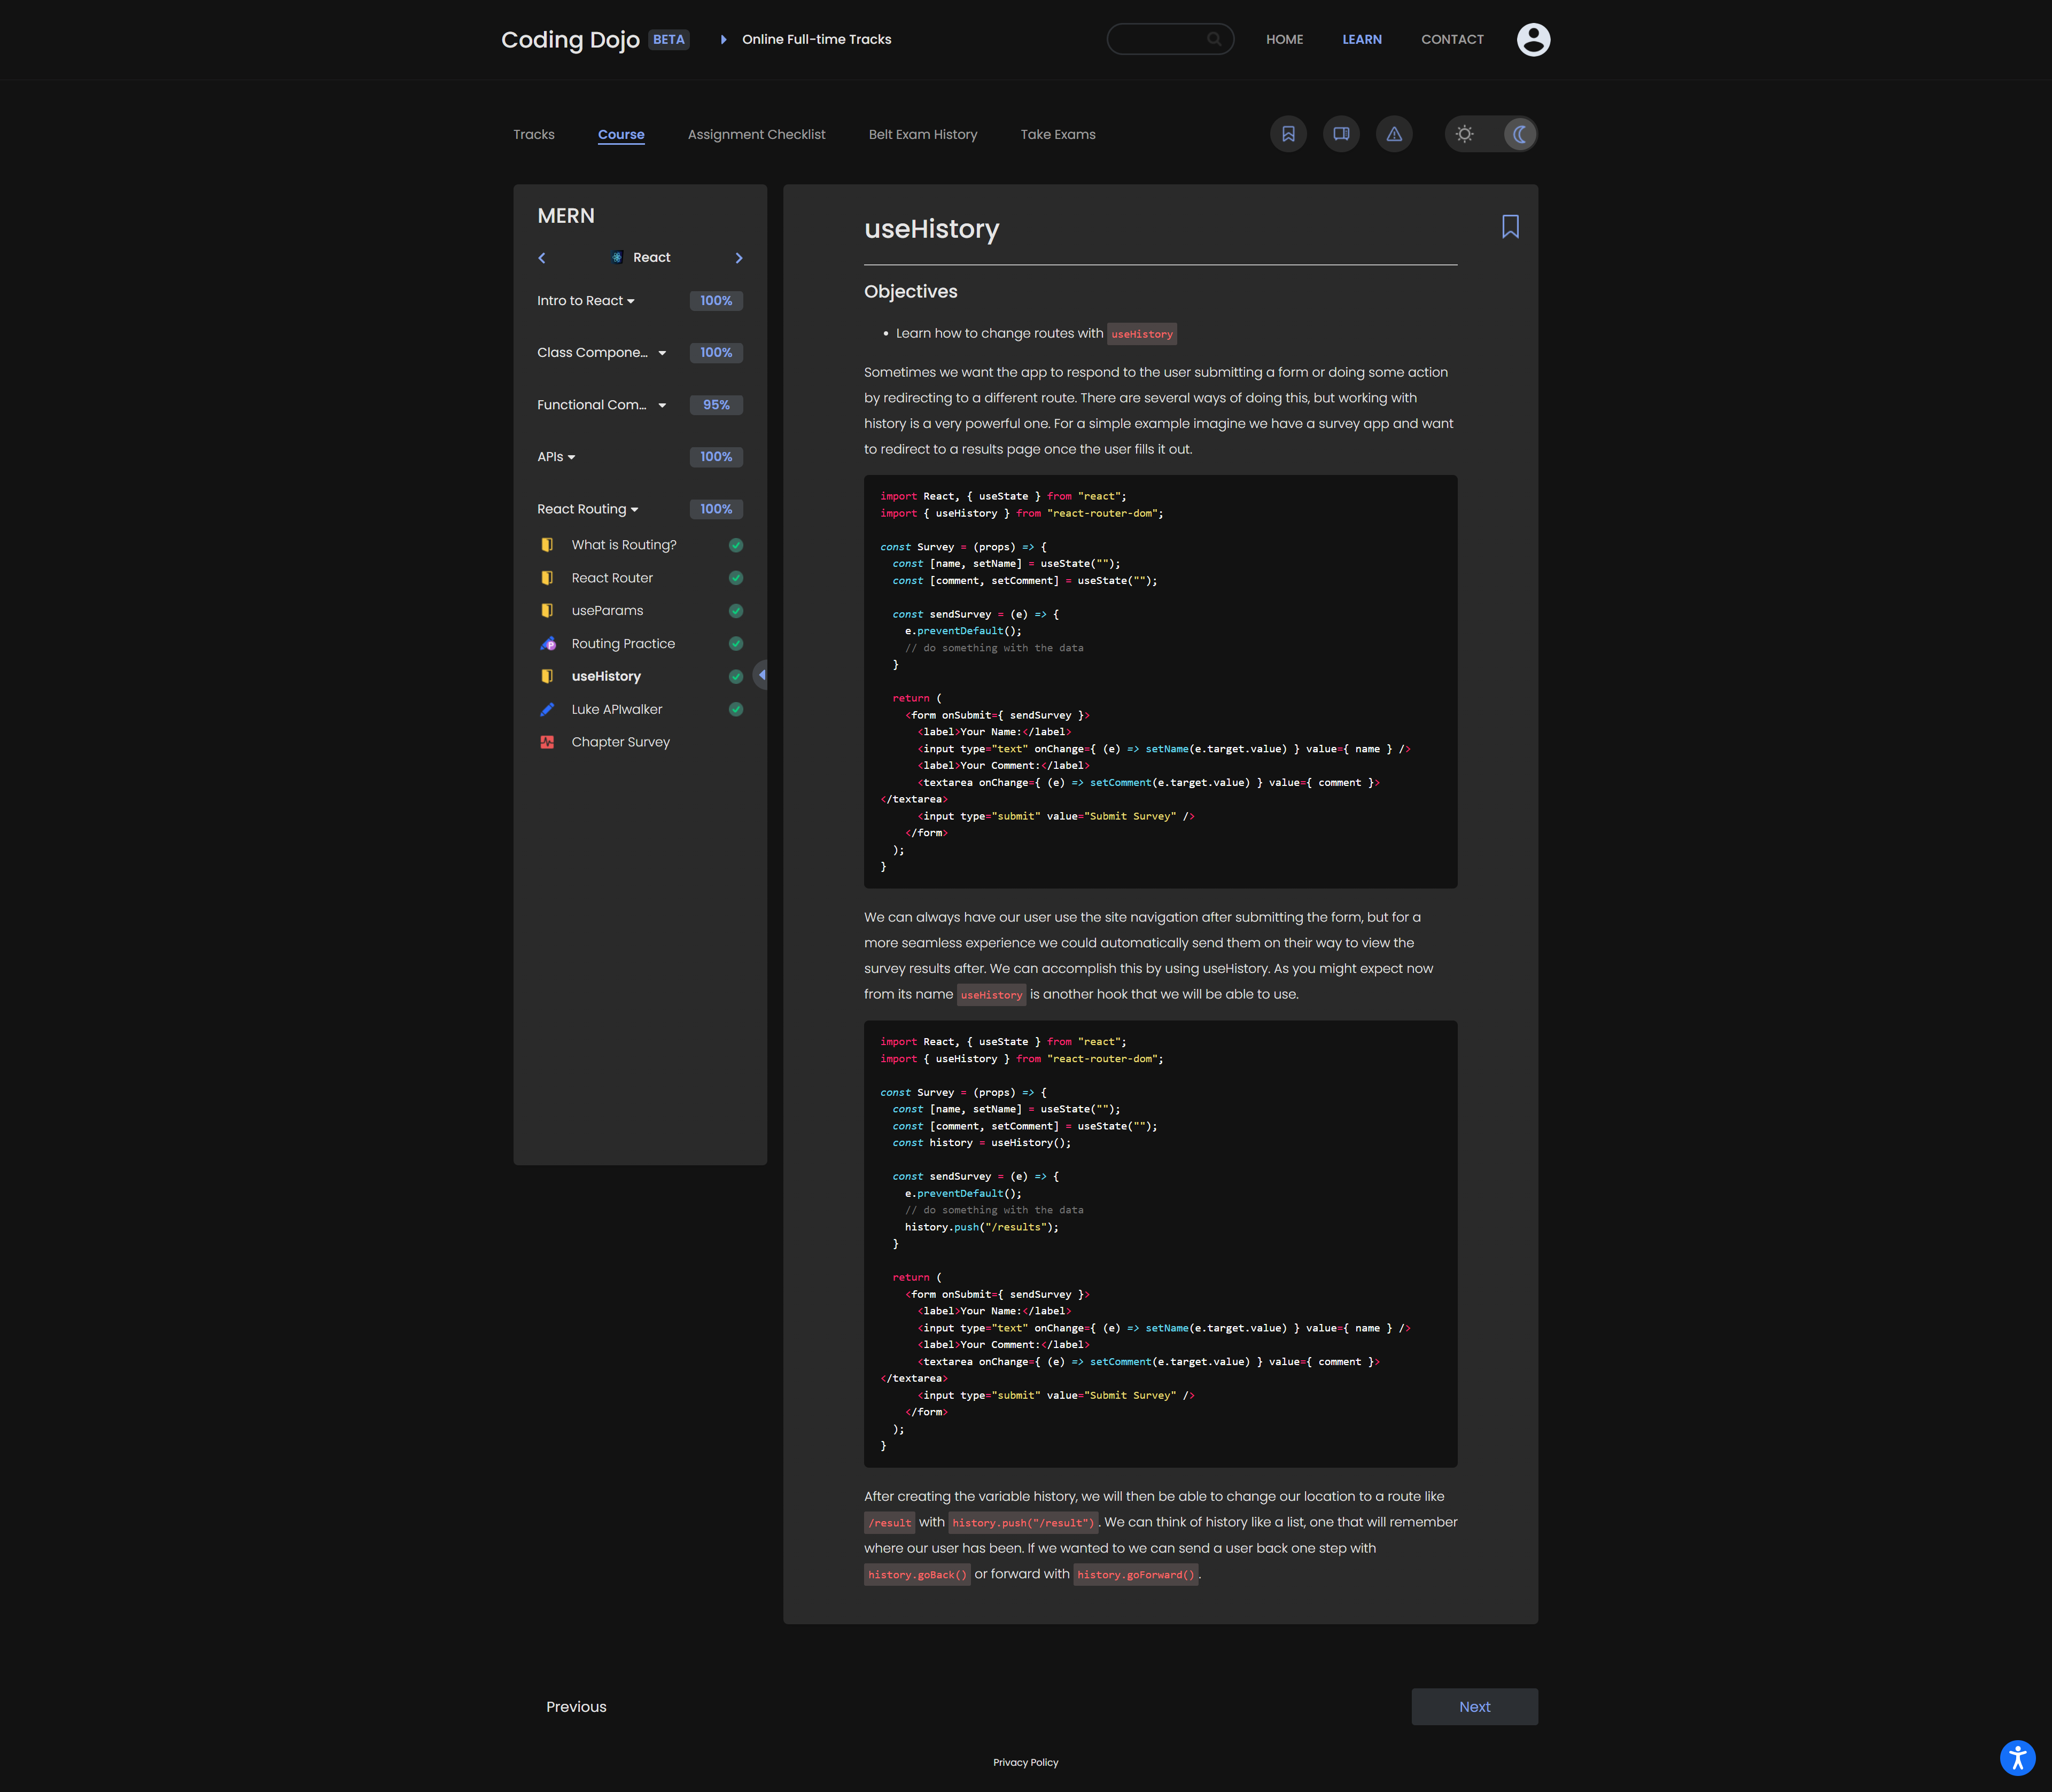 Coding Dojo BETA Online Full-time Tracks HOME LEARN CONTACT
Tracks Course Assignment Checklist Belt Exam History Take Exams
MERN
React
Intro to React 100%
Class Compone... 100%
Functional Com... 95%
APIs 100%
React Routing 100%
What is Routing?
React Router
useParams
Routing Practice
useHistory
Luke APIwalker
Chapter Survey
useHistory
Objectives
• Learn how to change routes with useHistory
Sometimes we want the app to respond to the user submitting a form or doing some action
by redirecting to a different route. There are several ways of doing this, but working with
history is a very powerful one. For a simple example imagine we have a survey app and want
to redirect to a results page once the user fills it out.
import React, { useState } from "react";
import { useHistory } from "react-router-dom";
const Survey = (props) => {
const [name, setName] = useState("");
const [comment, setComment] = useState("");
const sendSurvey = (e) => {
e.preventDefault();
// do something with the data
}
return (
<form onSubmit={ sendSurvey }>
<label>Your Name:</label>
<input type="text" onChange={ (e) => setName(e.target.value) } value={ name } />
<label>Your Comment:</label>
<textarea onChange={ (e) => setComment(e.target.value) } value={ comment }>
</textarea>
<input type="submit" value="Submit Survey" />
</form>
);
}
We can always have our user use the site navigation after submitting the form, but for a
more seamless experience we could automatically send them on their way to view the
survey results after. We can accomplish this by using useHistory. As you might expect now
from its name useHistory is another hook that we will be able to use.
import React, { useState } from "react";
import { useHistory } from "react-router-dom";
const Survey = (props) => {
const [name, setName] = useState("");
const [comment, setComment] = useState("");
const history = useHistory();
const sendSurvey = (e) => {
e.preventDefault();
// do something with the data
history.push("/results");
}
return (
<form onSubmit={ sendSurvey }>
<label>Your Name:</label>
<input type="text" onChange={ (e) => setName(e.target.value) } value={ name } />
<label>Your Comment:</label>
<textarea onChange={ (e) => setComment(e.target.value) } value={ comment }>
</textarea>
<input type="submit" value="Submit Survey" />
</form>
);
}
After creating the variable history, we will then be able to change our location to a route like
/result with history.push("/result"). We can think of history like a list, one that will remember
where our user has been. If we wanted to we can send a user back one step with
history.goBack() or forward with history.goForward().
Previous Next
Privacy Policy